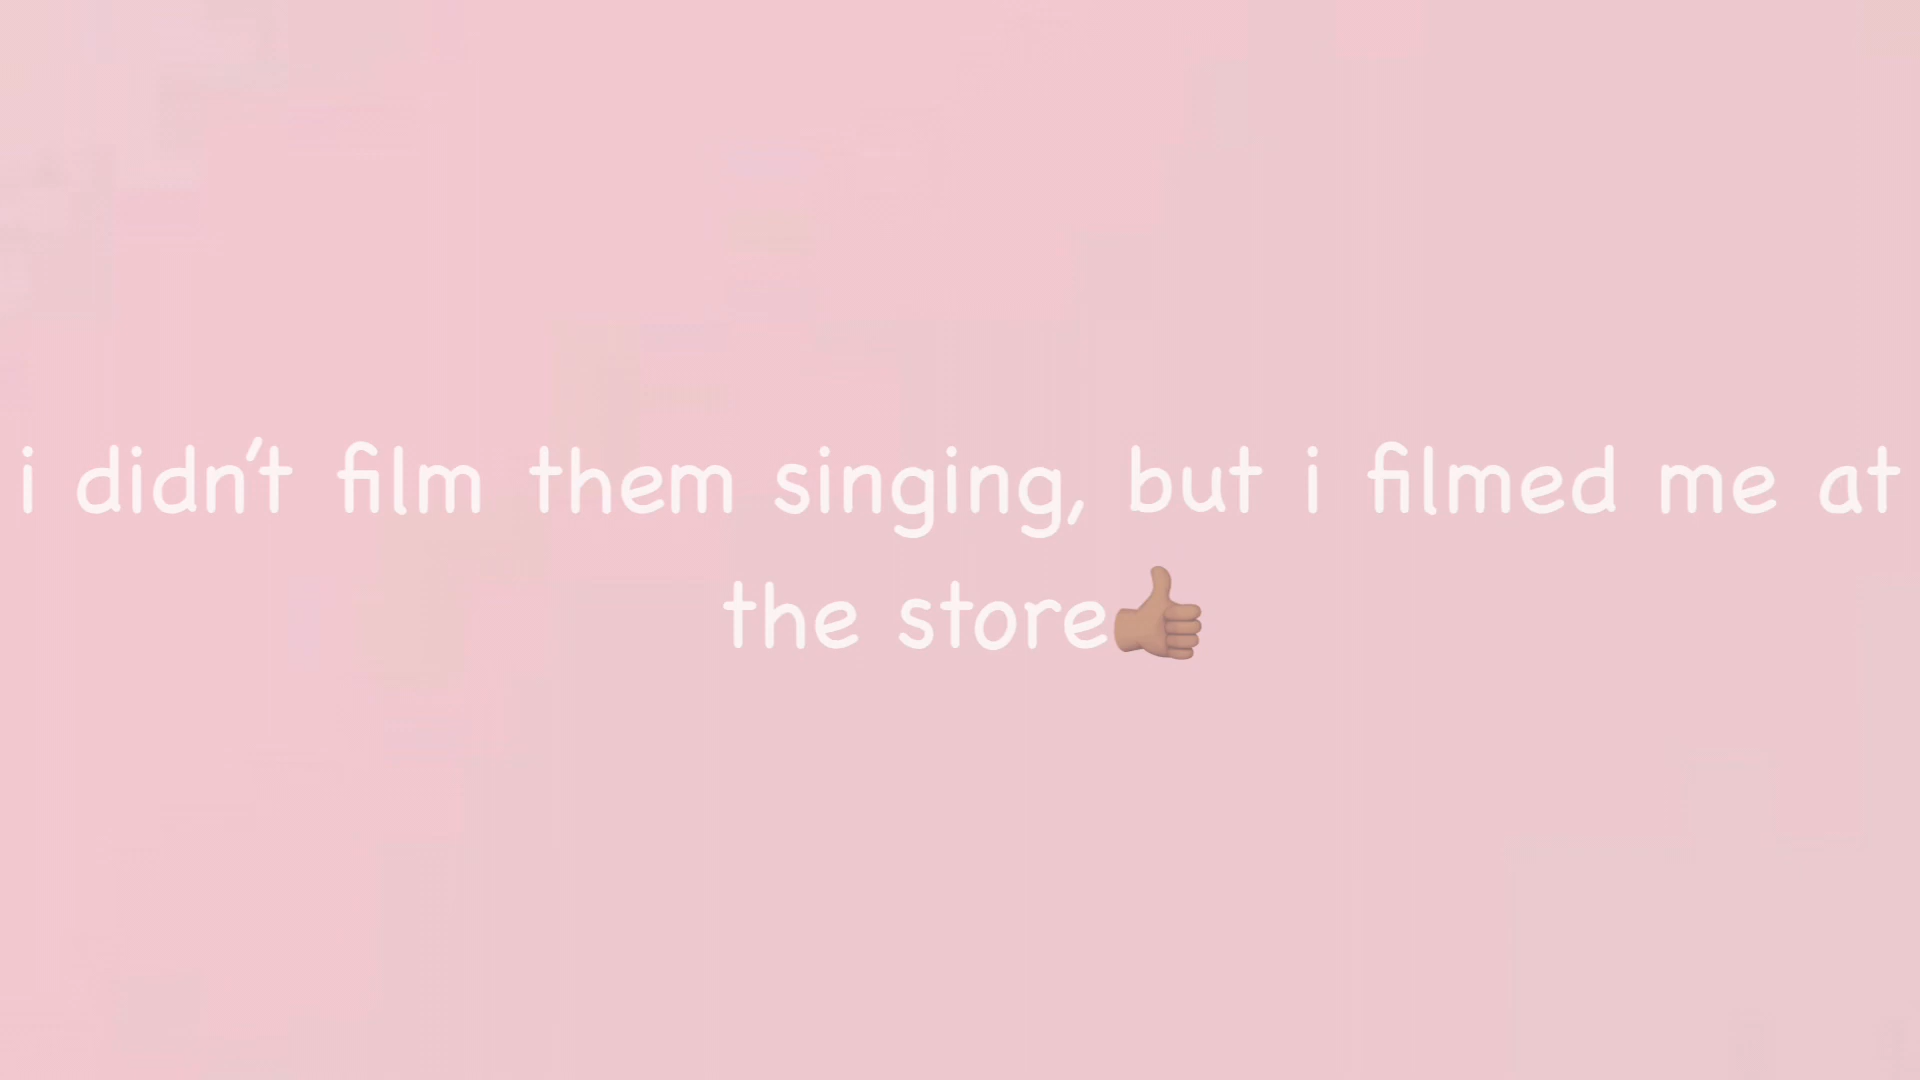 i didn't film them singing, but i filmed me at
the store👍🏽